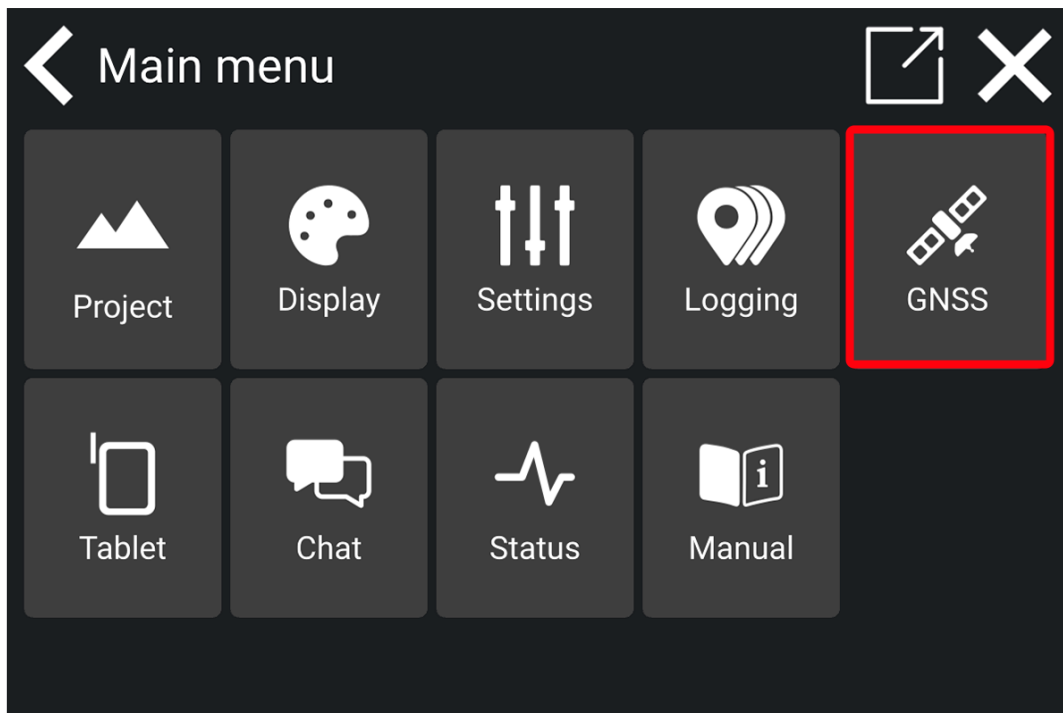 Main menu
Project
Display
Settings
Logging
GNSS
Tablet
Chat
Status
Manual